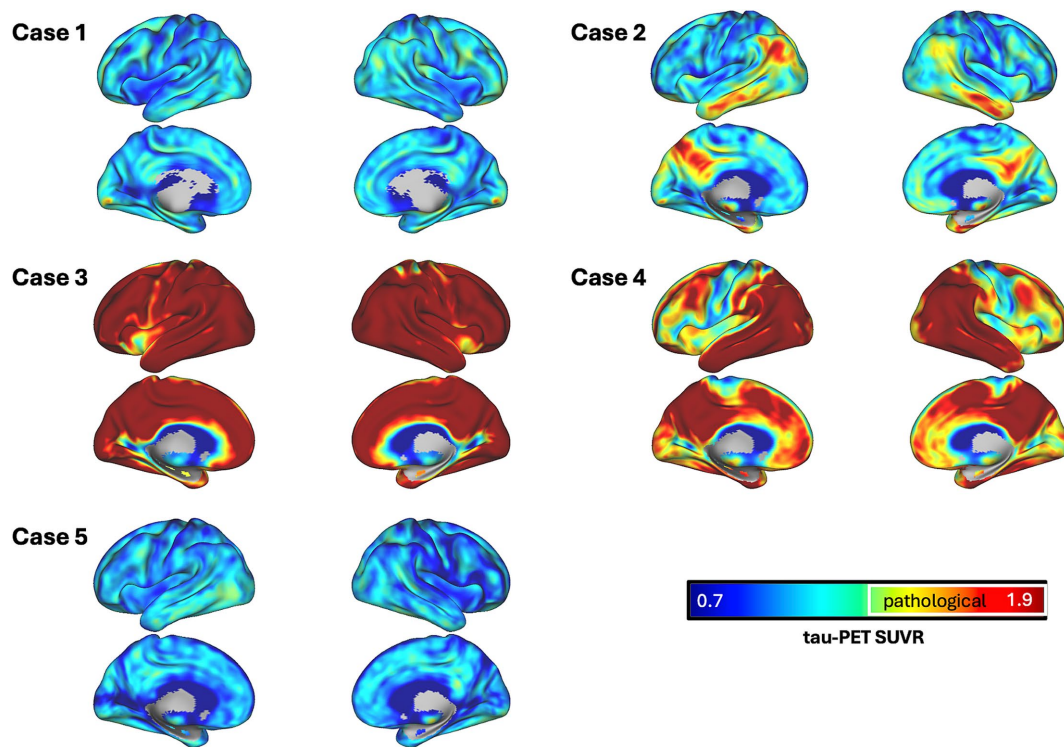 Case 1
Case 2
Case 3
Case 4
Case 5
0.7 pathological 1.9
tau-PET SUVR